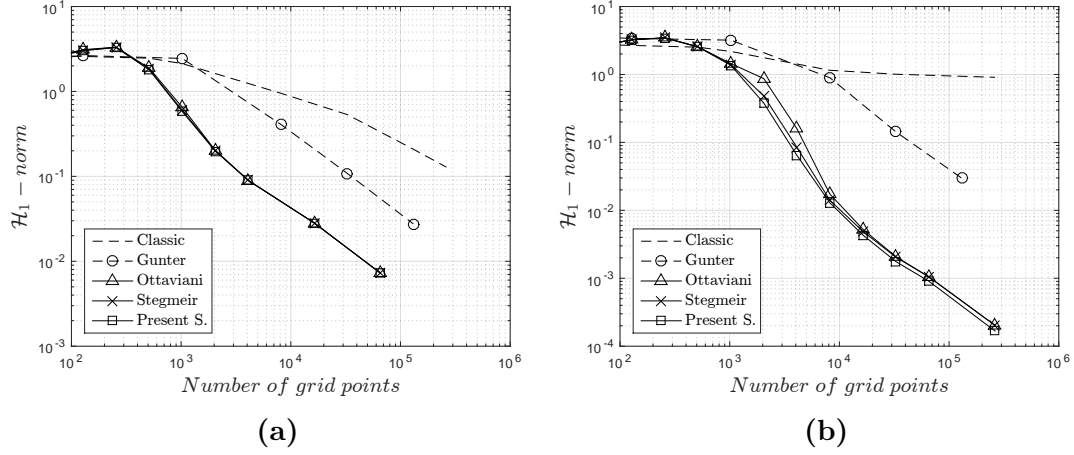 10^1
10^0
10^-1
10^-2
10^-3
H_1 - norm
Classic
Gunter
Ottaviani
Stegmeir
Present S.
10^2
10^3
10^4
10^5
10^6
Number of grid points
(a)
10^1
10^0
10^-1
10^-2
10^-3
10^-4
H_1 - norm
Classic
Gunter
Ottaviani
Stegmeir
Present S.
10^2
10^3
10^4
10^5
10^6
Number of grid points
(b)